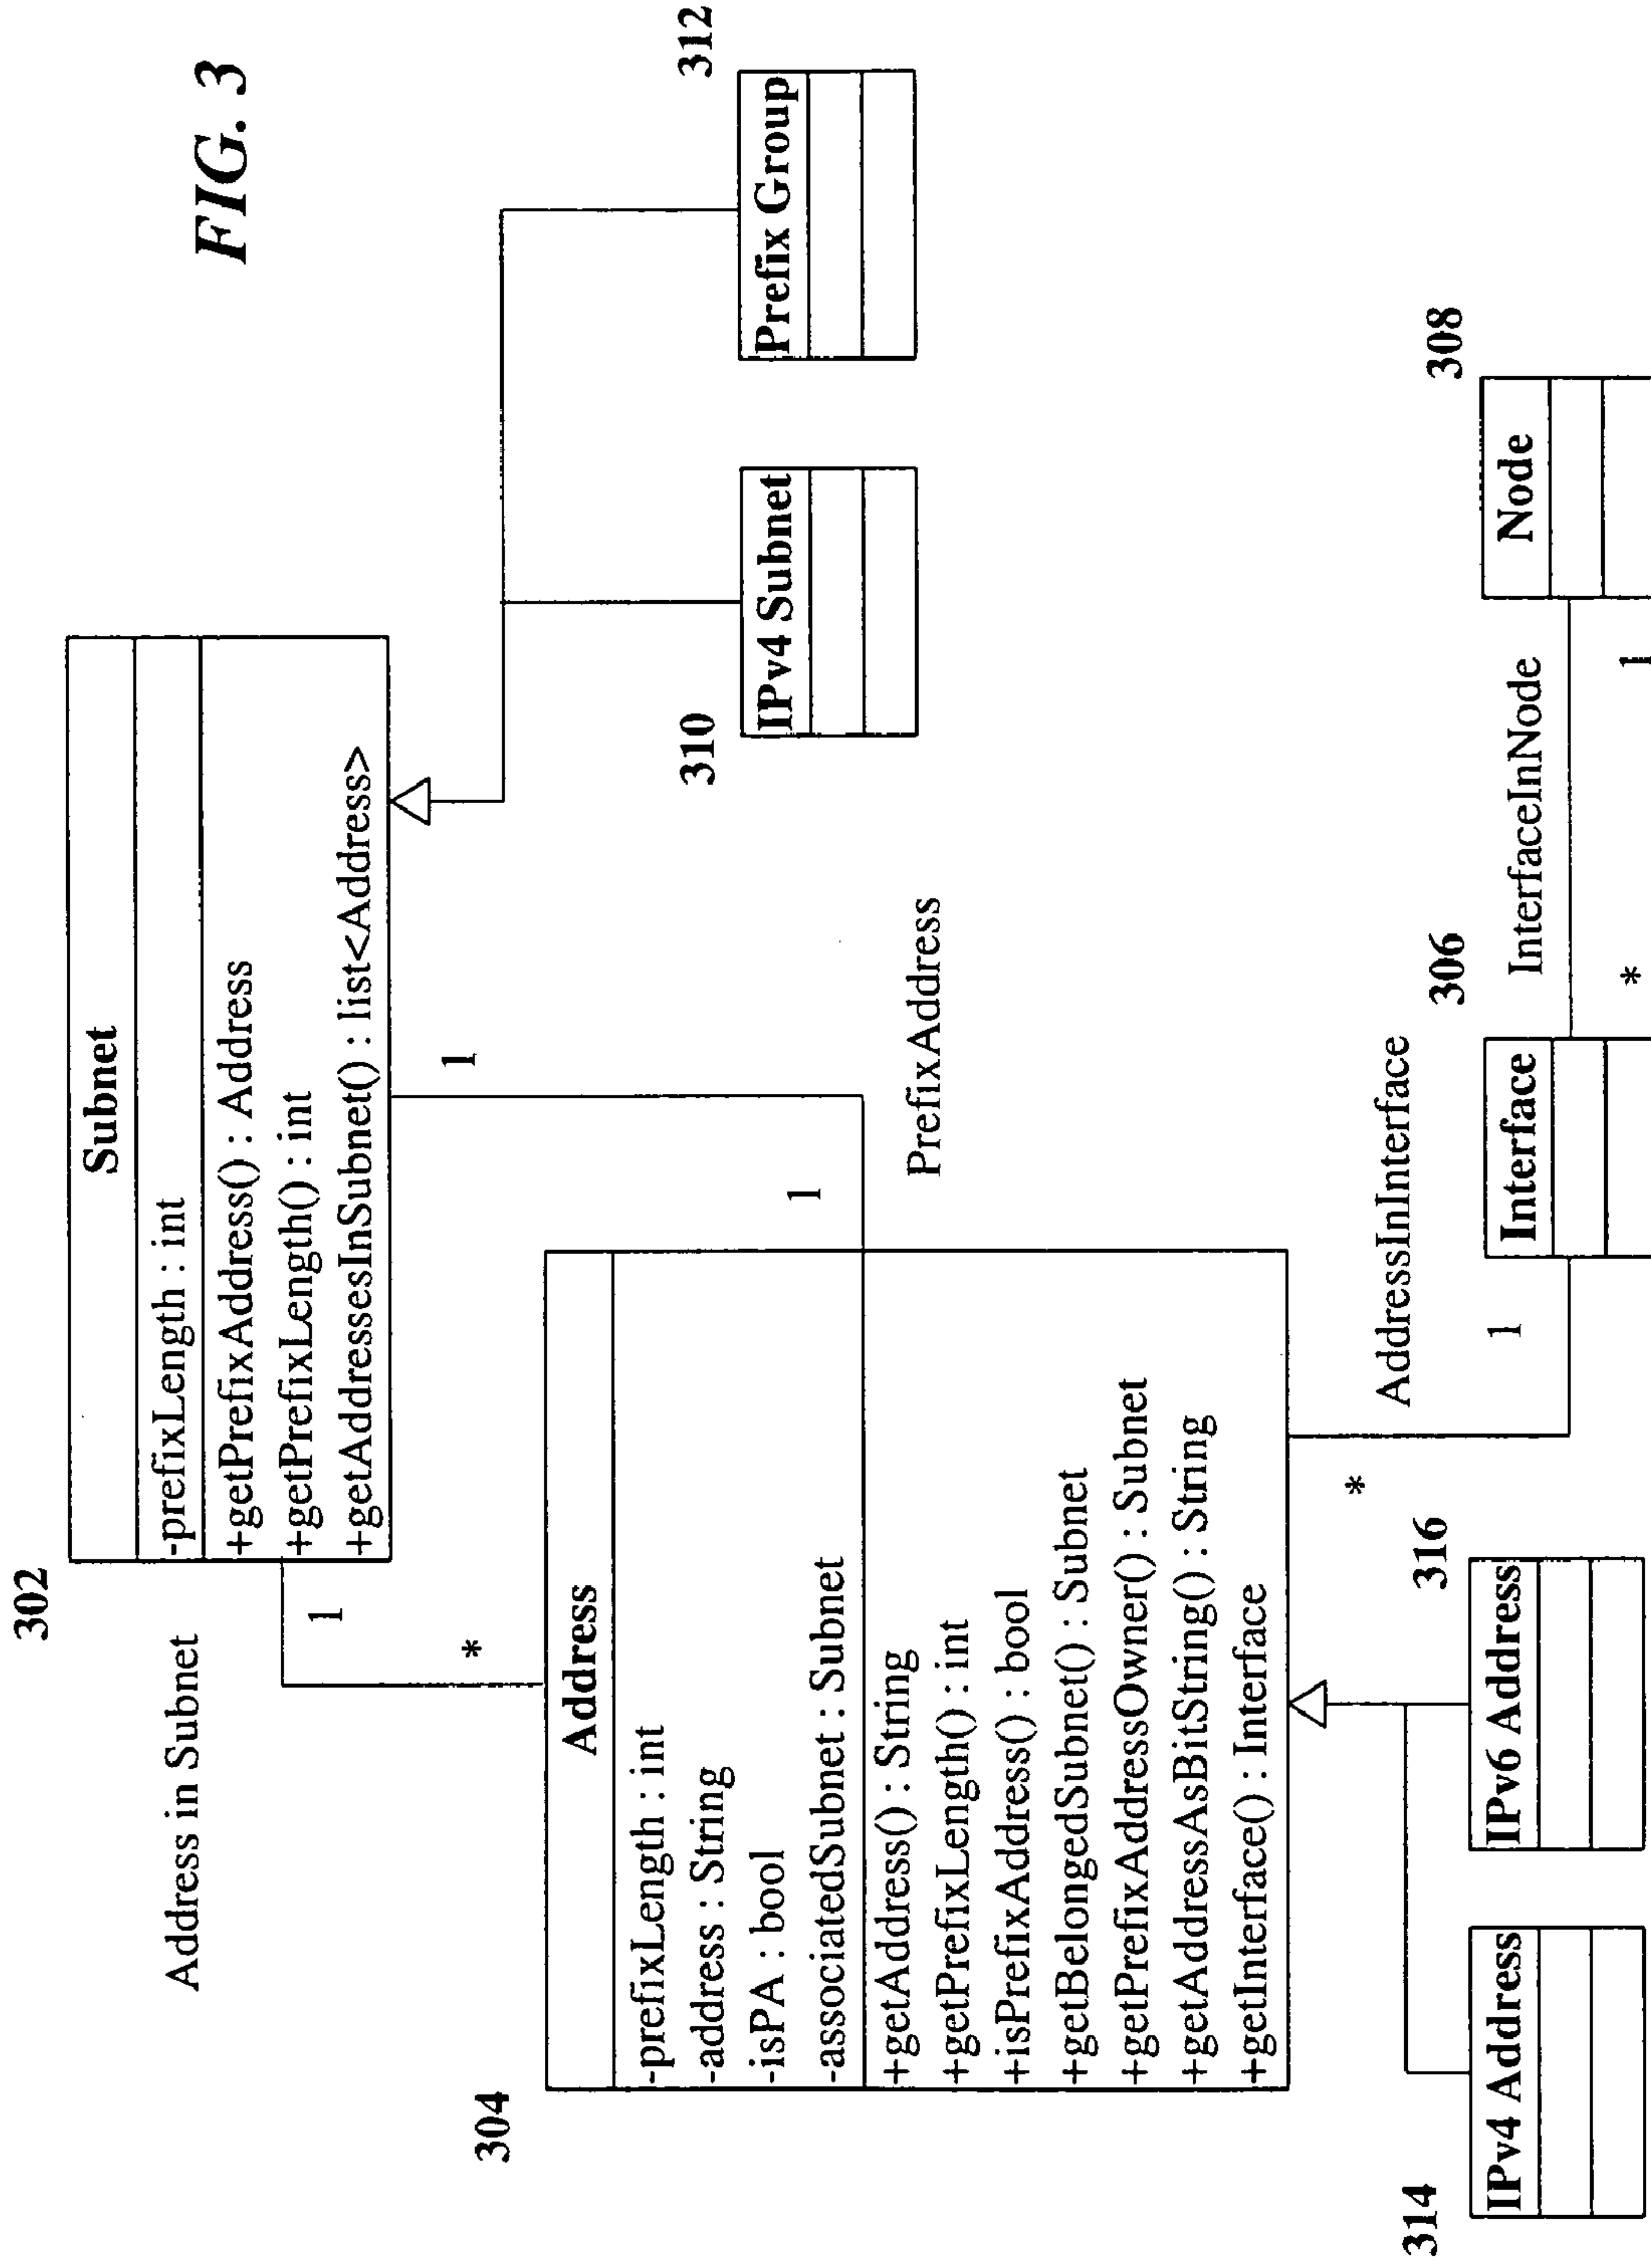 FIG. 3
302
Subnet
-prefixLength : int
+getPrefixAddress() : Address
+getPrefixLength() : int
+getAddressesInSubnet() : list<Address>
Address in Subnet
1
*
1
1
PrefixAddress
304
Address
-prefixLength : int
-address : String
-isPA : bool
-associatedSubnet : Subnet
+getAddress() : String
+getPrefixLength() : int
+isPrefixAddress() : bool
+getBelongedSubnet() : Subnet
+getPrefixAddressOwner() : Subnet
+getAddressAsBitString() : String
+getInterface() : Interface
310
IPv4 Subnet
312
Prefix Group
314
IPv4 Address
316
IPv6 Address
*
AddressInInterface
1
306
Interface
*
InterfaceInNode
1
308
Node